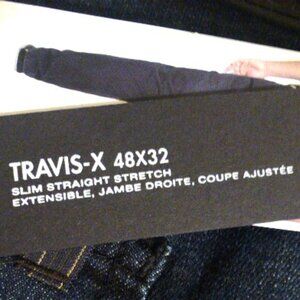 TRAVIS-X 48X32
SLIM STRAIGHT STRETCH
EXTENSIBLE, JAMBE DROITE, COUPE AJUSTÉE